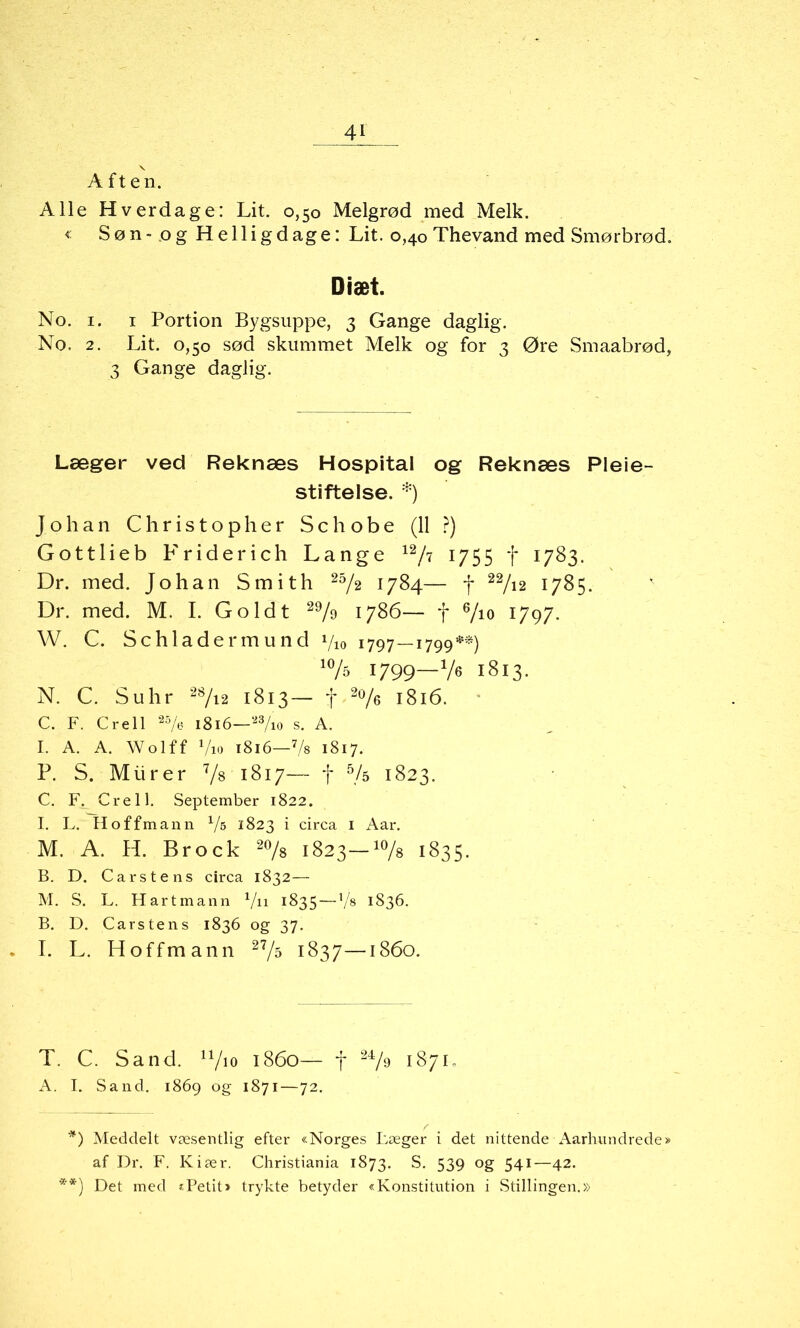 41
Aften.
Alle Hverdage: Lit. 0,50 Melgrød med Melk.
« Søn- og Helligdage: Lit. 0,40 Thevand med Smørbrød.
Diæt.
No. 1. 1 Portion Bygsuppe, 3 Gange daglig.
No. 2. Lit. 0,50 sød skummet Melk og for 3 Øre Smaabrød,
3 Gange daglig.
Læger ved Reknæs Hospital og Reknæs Pleie-
stiftelse. *)
Johan Christopher Schobe (11 ?)
Gottlieb Friderich Lange 12/7 1755 † 1783.
Dr. med. Johan Smith 25/2 1784— † 22/12 1785.
Dr. med. M. I. Goldt 29/9 1786— † 6/10 1797.
W. C. Schladermund 1/10 1797—1799**)
10/5 1799—1/6 1813.
N. C. Suhr 28/12 1813— † 20/6 1816.
C. F. Crell 25/6 1816—23/10 s. A.
I. A. A. Wolff 1/10 1816—7/8 1817.
P. S. Mürer 7/8 1817— † 5/5 1823.
C. F. Crell. September 1822.
I. L. Hoffmann 1/5 1823 i circa 1 Aar.
M. A. H. Brock 20/8 1823—10/8 1835.
B. D. Carstens circa 1832—
M. S. L. Hartmann 1/11 1835—1/8 1836.
B. D. Carstens 1836 og 37.
I. L. Hoffmann 27/5 1837—1860.
T. C. Sand. 11/10 1860— † 24/9 1871.
A. I. Sand. 1869 og 1871—72.
*) Meddelt væsentlig efter «Norges Læger i det nittende Aarhundrede»
af Dr. F. Kiær. Christiania 1873. S. 539 og 541—42.
**) Det med «Petit» trykte betyder «Konstitution i Stillingen.»